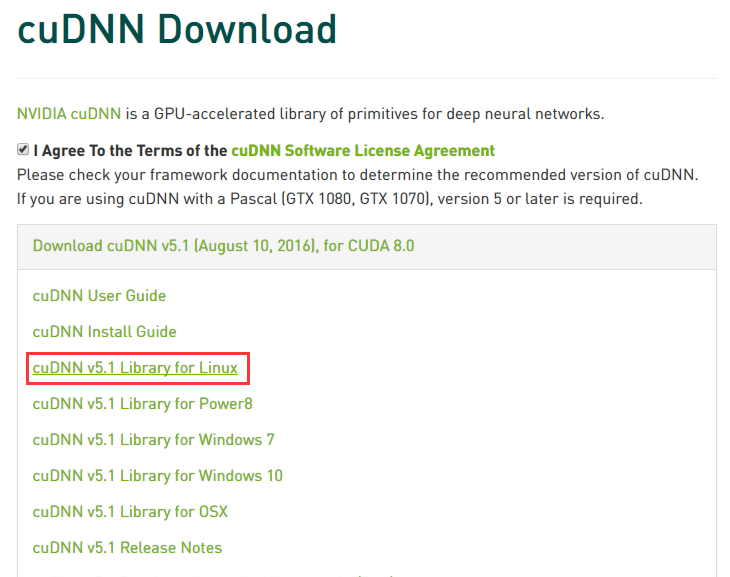 cuDNN Download
NVIDIA cuDNN is a GPU-accelerated library of primitives for deep neural networks.
I Agree To the Terms of the cuDNN Software License Agreement
Please check your framework documentation to determine the recommended version of cuDNN.
If you are using cuDNN with a Pascal (GTX 1080, GTX 1070), version 5 or later is required.
Download cuDNN v5.1 (August 10, 2016), for CUDA 8.0
cuDNN User Guide
cuDNN Install Guide
cuDNN v5.1 Library for Linux
cuDNN v5.1 Library for Power8
cuDNN v5.1 Library for Windows 7
cuDNN v5.1 Library for Windows 10
cuDNN v5.1 Library for OSX
cuDNN v5.1 Release Notes